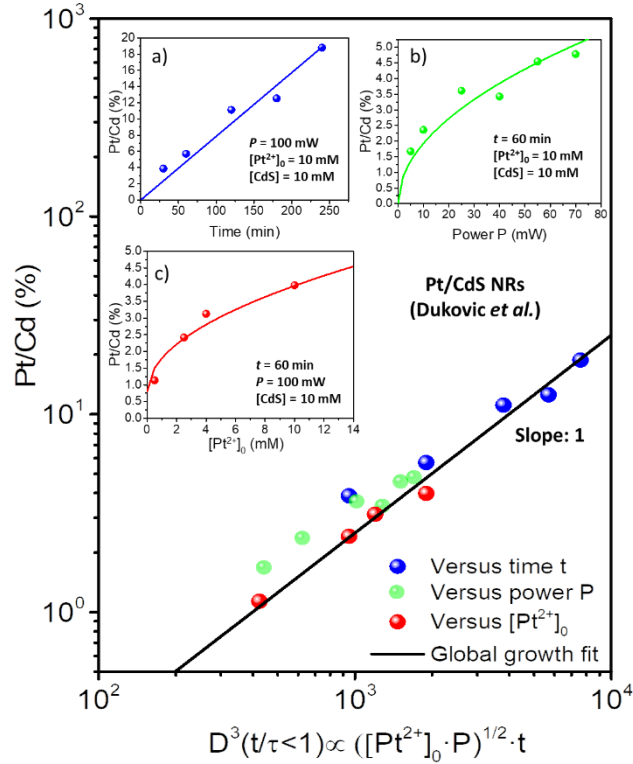 Pt/Cd (%)
10³
10²
10¹
10⁰
10² 10³ 10⁴
D³(t/τ<1)∝ ([Pt²⁺]₀·P)^1/2·t
a)
Pt/Cd (%)
20
18
16
14
12
10
8
6
4
2
0
0 50 100 150 200 250
Time (min)
P = 100 mW
[Pt²⁺]₀ = 10 mM
[CdS] = 10 mM
b)
Pt/Cd (%)
5.0
4.5
4.0
3.5
3.0
2.5
2.0
1.5
1.0
0.5
0.0
0 10 20 30 40 50 60 70 80
Power P (mW)
t = 60 min
[Pt²⁺]₀ = 10 mM
[CdS] = 10 mM
c)
Pt/Cd (%)
5.0
4.5
4.0
3.5
3.0
2.5
2.0
1.5
1.0
0.5
0.0
0 2 4 6 8 10 12 14
[Pt²⁺]₀ (mM)
t = 60 min
P = 100 mW
[CdS] = 10 mM
Pt/CdS NRs
(Dukovic et al.)
Slope: 1
Versus time t
Versus power P
Versus [Pt²⁺]₀
Global growth fit